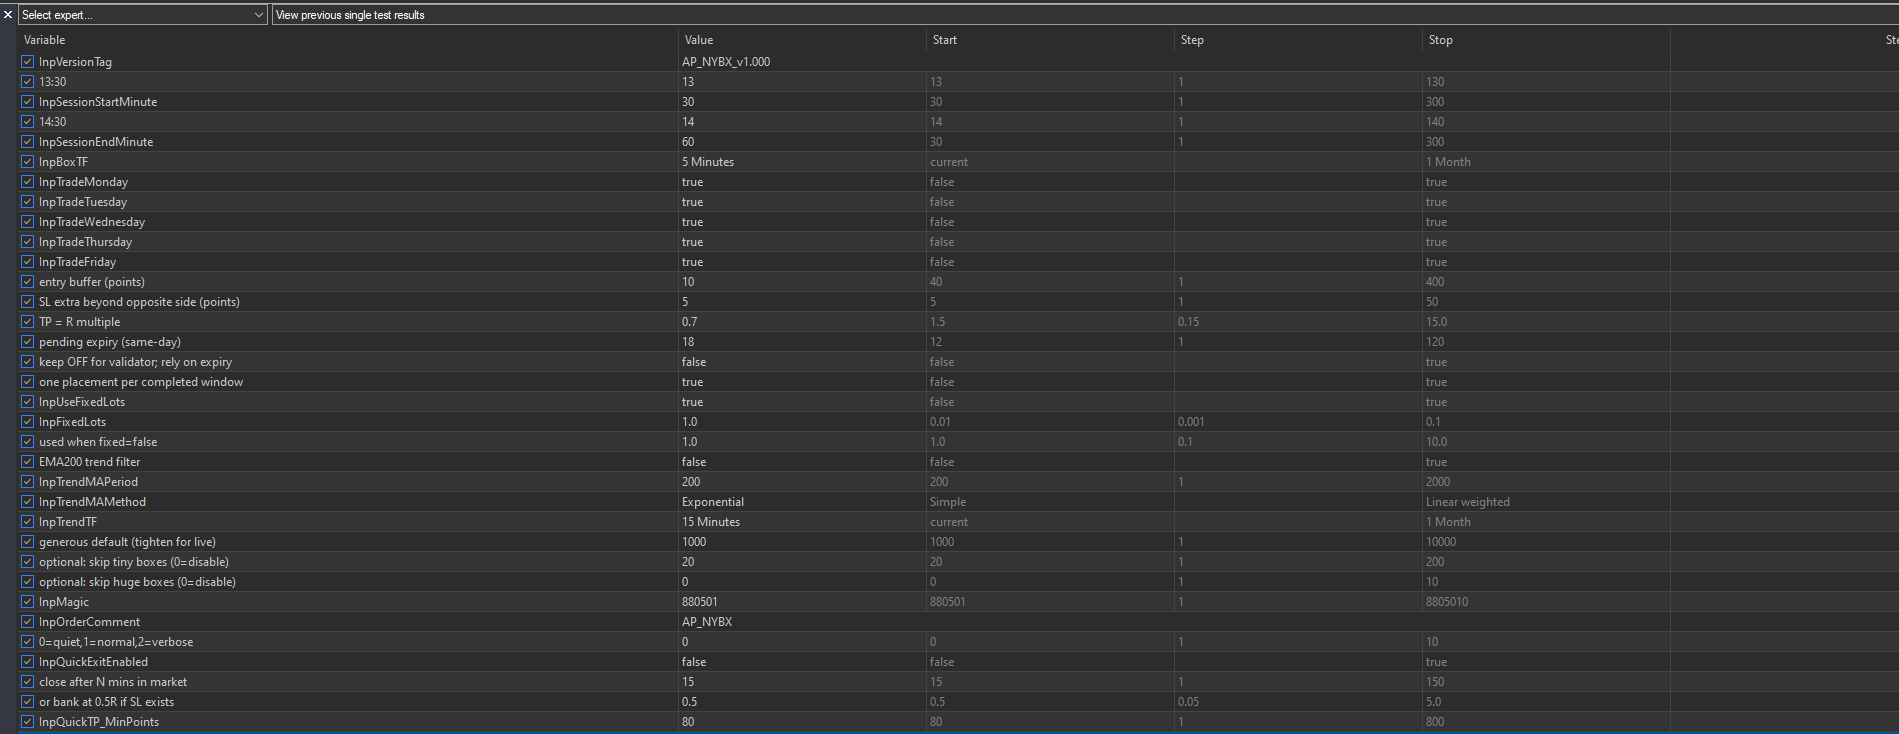 Select expert... View previous single test results
Variable Value Start Step Stop Ste
InpVersionTag AP_NYBX_v1.000
13:30 13 13 1 130
InpSessionStartMinute 30 30 1 300
14:30 14 14 1 140
InpSessionEndMinute 60 30 1 300
InpBoxTF 5 Minutes current 1 Month
InpTradeMonday true false true
InpTradeTuesday true false true
InpTradeWednesday true false true
InpTradeThursday true false true
InpTradeFriday true false true
entry buffer (points) 10 40 1 400
SL extra beyond opposite side (points) 5 5 1 50
TP = R multiple 0.7 1.5 0.15 15.0
pending expiry (same-day) 18 12 1 120
keep OFF for validator; rely on expiry false false true
one placement per completed window true false true
InpUseFixedLots true false true
InpFixedLots 1.0 0.01 0.001 0.1
used when fixed=false 1.0 1.0 0.1 10.0
EMA200 trend filter false false true
InpTrendMAPeriod 200 200 1 2000
InpTrendMAMethod Exponential Simple Linear weighted
InpTrendTF 15 Minutes current 1 Month
generous default (tighten for live) 1000 1000 1 10000
optional: skip tiny boxes (0=disable) 20 20 1 200
optional: skip huge boxes (0=disable) 0 0 1 10
InpMagic 880501 880501 1 8805010
InpOrderComment AP_NYBX
0=quiet,1=normal,2=verbose 0 0 1 10
InpQuickExitEnabled false false true
close after N mins in market 15 15 1 150
or bank at 0.5R if SL exists 0.5 0.5 0.05 5.0
InpQuickTP_MinPoints 80 80 1 800